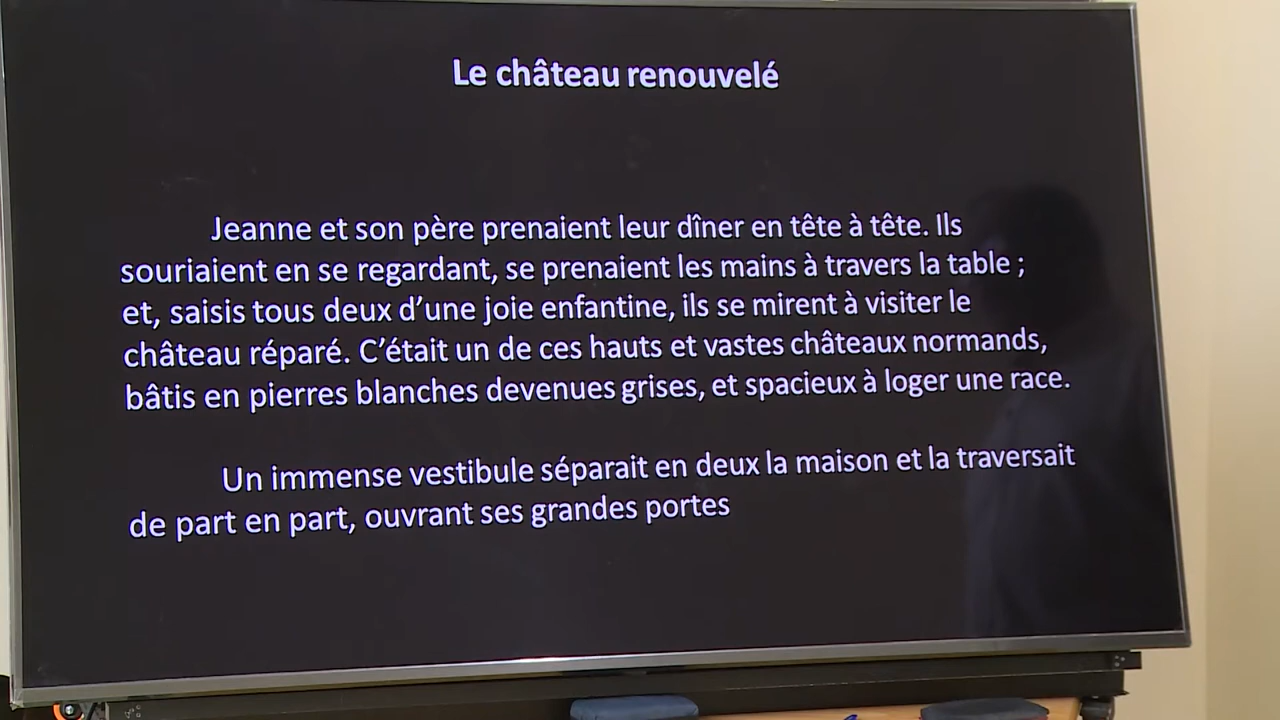 Le château renouvelé
Jeanne et son père prenaient leur dîner en tête à tête. Ils
souriaient en se regardant, se prenaient les mains à travers la table ;
et, saisis tous deux d’une joie enfantine, ils se mirent à visiter le
château réparé. C’était un de ces hauts et vastes châteaux normands,
bâtis en pierres blanches devenues grises, et spacieux à loger une race.
Un immense vestibule séparait en deux la maison et la traversait
de part en part, ouvrant ses grandes portes